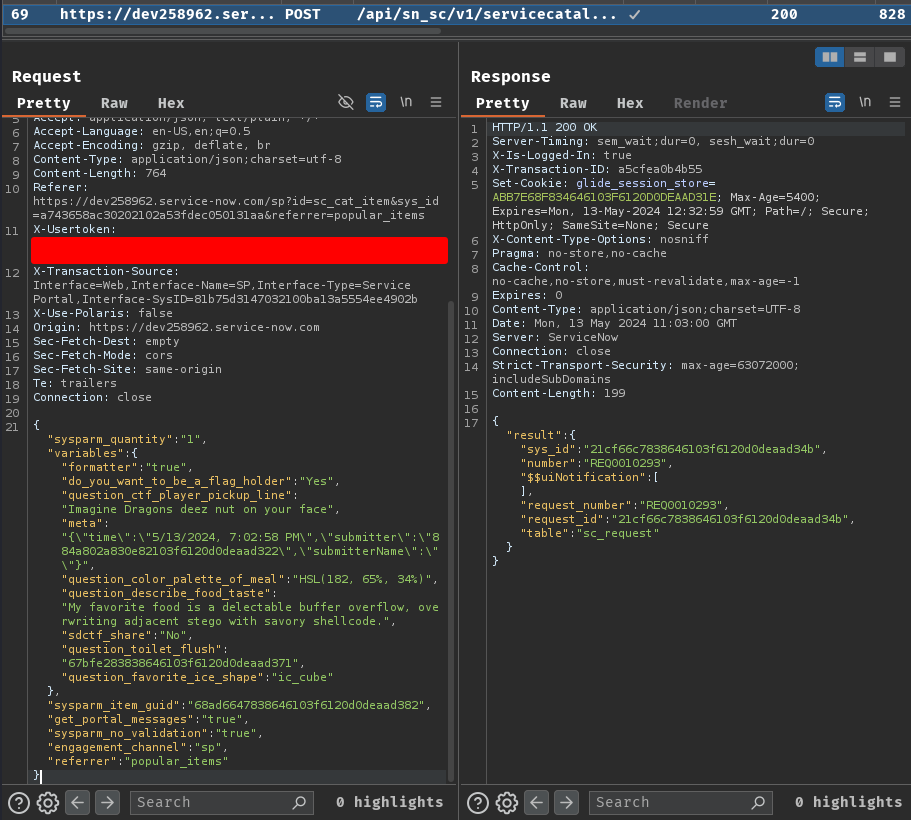 69 https://dev258962.ser... POST /api/sn_sc/v1/servicecatal... ✓ 200 828
Request
Pretty Raw Hex \n
6 Accept-Language: en-US,en;q=0.5
7 Accept-Encoding: gzip, deflate, br
8 Content-Type: application/json;charset=utf-8
9 Content-Length: 764
10 Referer:
https://dev258962.service-now.com/sp?id=sc_cat_item&sys_id
=a743658ac30202102a53fdec050131aa&referrer=popular_items
11 X-Usertoken:
12 X-Transaction-Source:
Interface=Web,Interface-Name=SP,Interface-Type=Service
Portal,Interface-SysID=81b75d3147032100ba13a5554ee4902b
13 X-Use-Polaris: false
14 Origin: https://dev258962.service-now.com
15 Sec-Fetch-Dest: empty
16 Sec-Fetch-Mode: cors
17 Sec-Fetch-Site: same-origin
18 Te: trailers
19 Connection: close
20
21 {
"sysparm_quantity":"1",
"variables":{
"formatter":"true",
"do_you_want_to_be_a_flag_holder":"Yes",
"question_ctf_player_pickup_line":
"Imagine Dragons deez nut on your face",
"meta":
"{\"time\":\"5/13/2024, 7:02:58 PM\",\"submitter\":\"8
84a802a830e82103f6120d0deaad322\",\"submitterName\":\"
\"}",
"question_color_palette_of_meal":"HSL(182, 65%, 34%)",
"question_describe_food_taste":
"My favorite food is a delectable buffer overflow, ove
rwriting adjacent stego with savory shellcode.",
"sdctf_share":"No",
"question_toilet_flush":
"67bfe283838646103f6120d0deaad371",
"question_favorite_ice_shape":"ic_cube"
},
"sysparm_item_guid":"68ad6647838646103f6120d0deaad382",
"get_portal_messages":"true",
"sysparm_no_validation":"true",
"engagement_channel":"sp",
"referrer":"popular_items"
}
Search 0 highlights
Response
Pretty Raw Hex Render \n
1 HTTP/1.1 200 OK
2 Server-Timing: sem_wait;dur=0, sesh_wait;dur=0
3 X-Is-Logged-In: true
4 X-Transaction-ID: a5cfea0b4b55
5 Set-Cookie: glide_session_store=
ABB7E68F834646103F6120D0DEAAD31E; Max-Age=5400;
Expires=Mon, 13-May-2024 12:32:59 GMT; Path=/; Secure;
HttpOnly; SameSite=None; Secure
6 X-Content-Type-Options: nosniff
7 Pragma: no-store,no-cache
8 Cache-Control:
no-cache,no-store,must-revalidate,max-age=-1
9 Expires: 0
10 Content-Type: application/json;charset=UTF-8
11 Date: Mon, 13 May 2024 11:03:00 GMT
12 Server: ServiceNow
13 Connection: close
14 Strict-Transport-Security: max-age=63072000;
includeSubDomains
15 Content-Length: 199
16
17 {
"result":{
"sys_id":"21cf66c7838646103f6120d0deaad34b",
"number":"REQ0010293",
"$$uiNotification":[
],
"request_number":"REQ0010293",
"request_id":"21cf66c7838646103f6120d0deaad34b",
"table":"sc_request"
}
}
Search 0 highlights